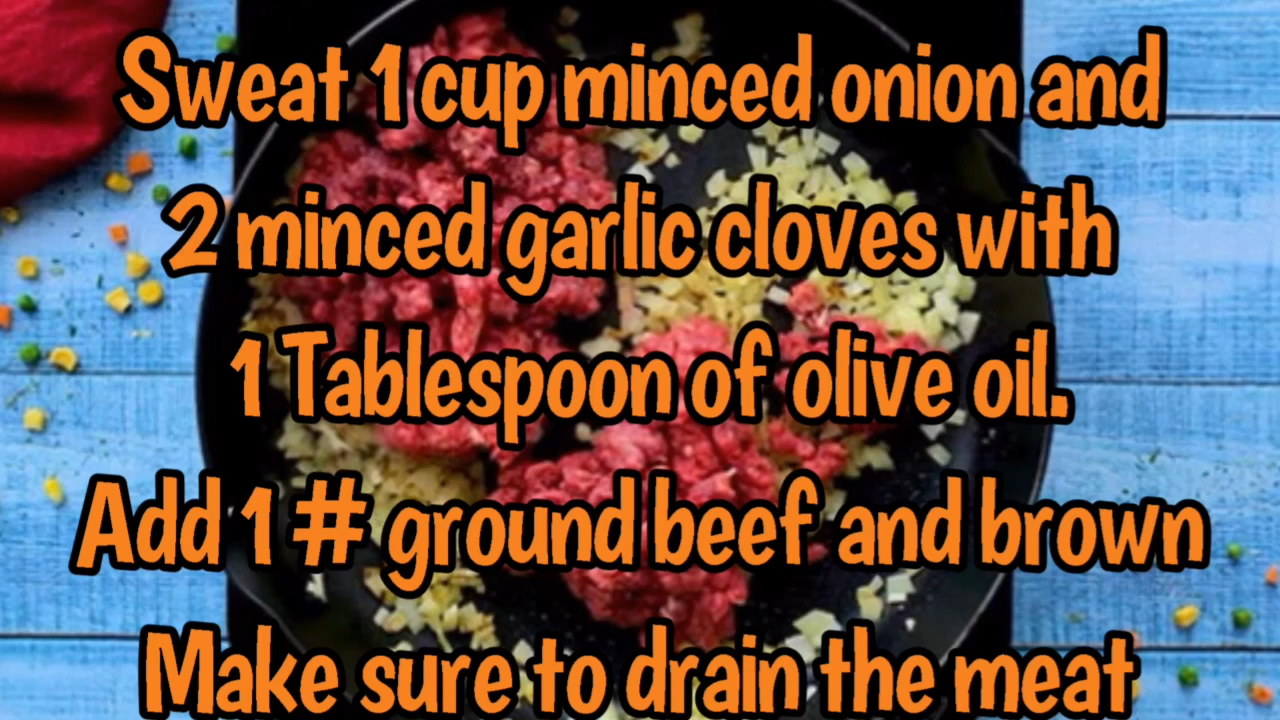 Sweat 1 cup minced onion and
2 minced garlic cloves with
1 Tablespoon of olive oil.
Add 1 # ground beef and brown
Make sure to drain the meat